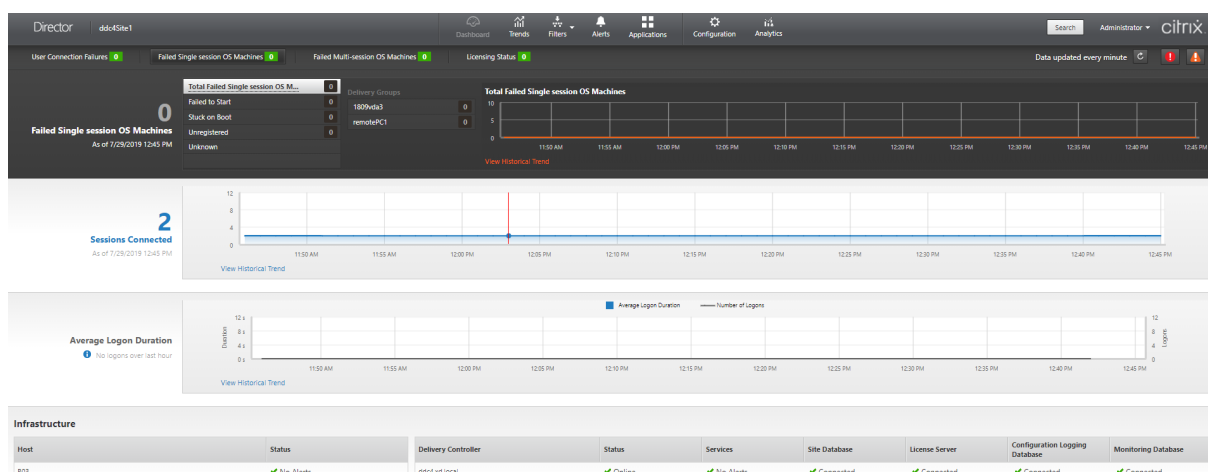 Director ddc4Site1 Dashboard Trends Filters Alerts Applications Configuration Analytics Search Administrator citrix
User Connection Failures 0 Failed Single session OS Machines 0 Failed Multi-session OS Machines 0 Licensing Status 0 Data updated every minute
0
Failed Single session OS Machines
As of 7/29/2019 12:45 PM
Total Failed Single session OS M... 0
Failed to Start 0
Stuck on Boot 0
Unregistered 0
Unknown
Delivery Groups
1809vda3 0
remotePC1 0
Total Failed Single session OS Machines
10
5
0
11:50 AM 11:55 AM 12:00 PM 12:05 PM 12:10 PM 12:15 PM 12:20 PM 12:25 PM 12:30 PM 12:35 PM 12:40 PM 12:45 PM
View Historical Trend
2
Sessions Connected
As of 7/29/2019 12:45 PM
12
8
4
0
11:50 AM 11:55 AM 12:00 PM 12:05 PM 12:10 PM 12:15 PM 12:20 PM 12:25 PM 12:30 PM 12:35 PM 12:40 PM 12:45 PM
View Historical Trend
Average Logon Duration
No logons over last hour
Average Logon Duration Number of Logons
Duration
12 s
8 s
4 s
0 s
12
8
4
0
Logons
11:50 AM 11:55 AM 12:00 PM 12:05 PM 12:10 PM 12:15 PM 12:20 PM 12:25 PM 12:30 PM 12:35 PM 12:40 PM 12:45 PM
View Historical Trend
Infrastructure
Host Status Delivery Controller Status Services Site Database License Server Configuration Logging Database Monitoring Database
No Alerts ddc4.xd.local Online No Alerts Connected Connected Connected Connected